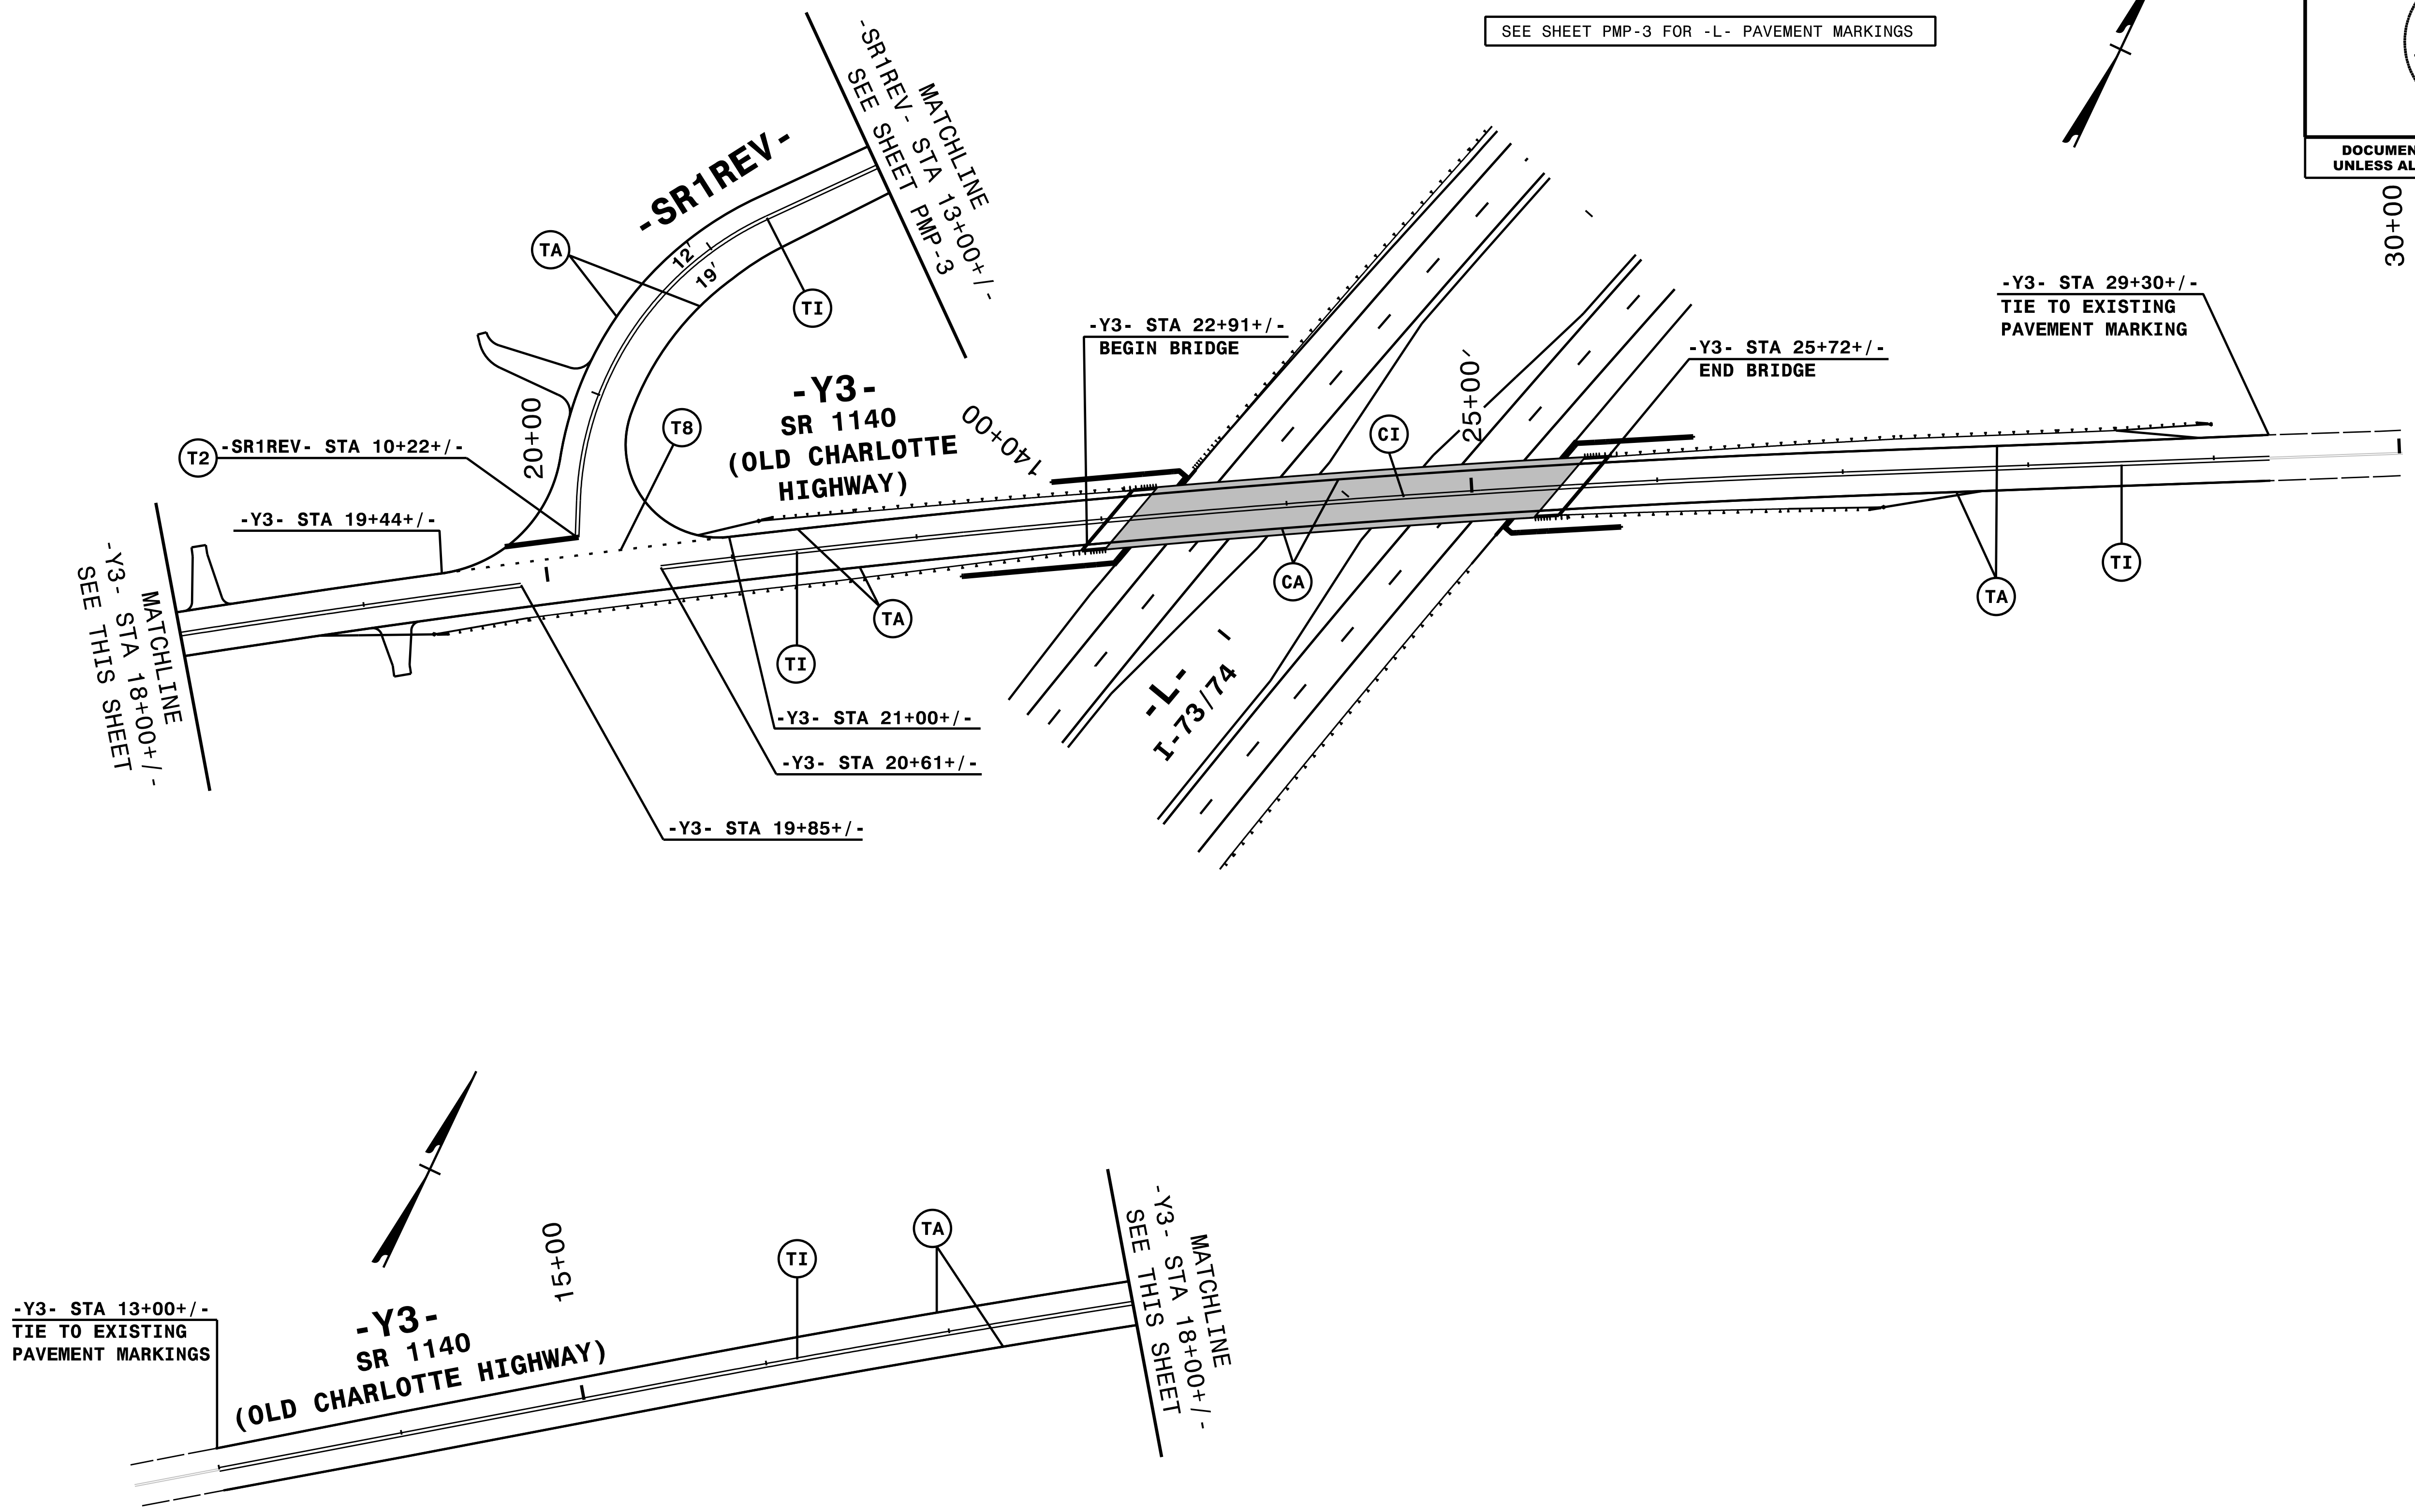 SEE SHEET PMP-3 FOR -L- PAVEMENT MARKINGS
DOCUMEN
UNLESS AL
30+00
MATCHLINE
-SR1REV- STA 13+00+/-
SEE SHEET PMP-3
-SR1REV-
TA
12'
19'
TI
-Y3- STA 29+30+/-
TIE TO EXISTING
PAVEMENT MARKING
-Y3- STA 22+91+/-
BEGIN BRIDGE
-Y3- STA 25+72+/-
END BRIDGE
25+00
20+00
T8
-Y3-
SR 1140
(OLD CHARLOTTE
HIGHWAY)
140+00
CI
T2
-SR1REV- STA 10+22+/-
-Y3- STA 19+44+/-
MATCHLINE
-Y3- STA 18+00+/-
SEE THIS SHEET
CA
TA
TI
TA
TI
-L-
I-73/74
-Y3- STA 21+00+/-
-Y3- STA 20+61+/-
-Y3- STA 19+85+/-
15+00
TI
TA
MATCHLINE
-Y3- STA 18+00+/-
SEE THIS SHEET
-Y3- STA 13+00+/-
TIE TO EXISTING
PAVEMENT MARKINGS
-Y3-
SR 1140
(OLD CHARLOTTE HIGHWAY)